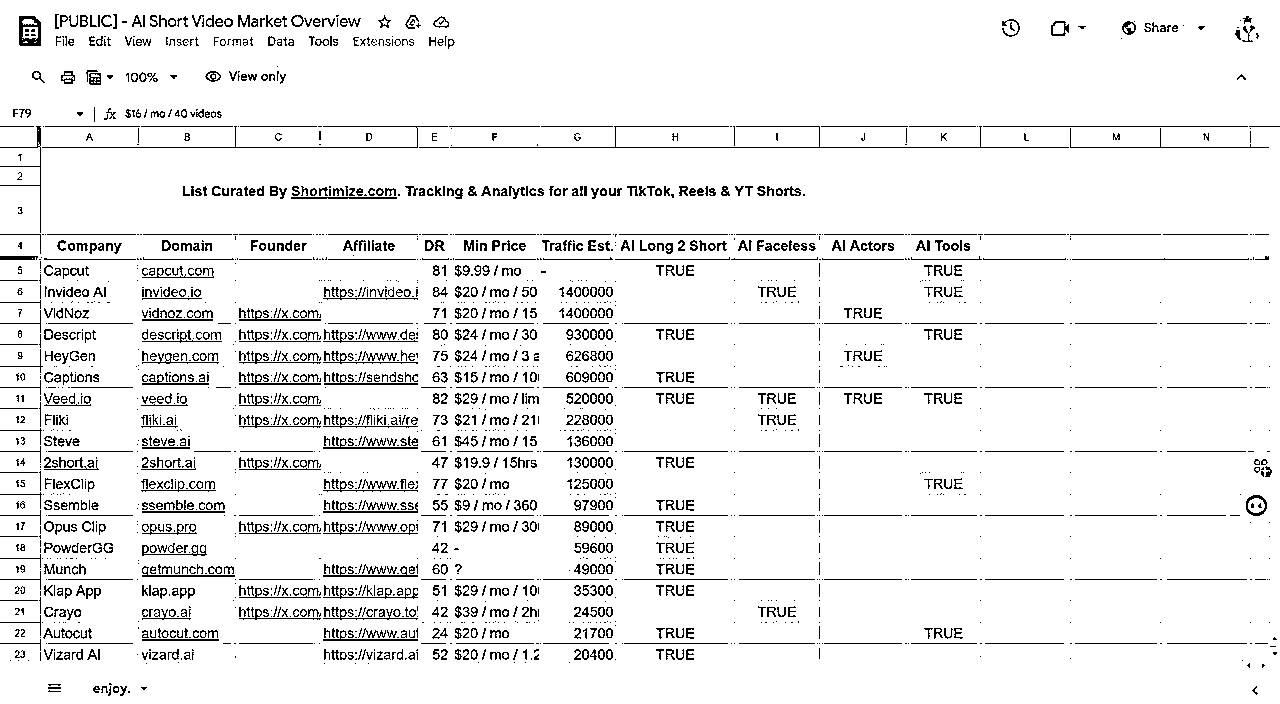 [PUBLIC] - AI Short Video Market Overview
File Edit View Insert Format Data Tools Extensions Help
Share
100% View only
F79 fx $16 / mo / 40 videos
A B C D E F G H I J K L M N
1
2
List Curated By Shortimize.com. Tracking & Analytics for all your TikTok, Reels & YT Shorts.
3
4 Company Domain Founder Affiliate DR Min Price Traffic Est. AI Long 2 Short AI Faceless AI Actors AI Tools
5 Capcut capcut.com 81 $9.99 / mo - TRUE TRUE
6 Invideo AI invideo.io https://invideo.i 84 $20 / mo / 50 1400000 TRUE TRUE
7 VidNoz vidnoz.com https://x.com/ 71 $20 / mo / 15 1400000 TRUE
8 Descript descript.com https://x.com/ https://www.de 80 $24 / mo / 30 930000 TRUE TRUE
9 HeyGen heygen.com https://x.com/ https://www.hey 75 $24 / mo / 3 a 626800 TRUE
10 Captions captions.ai https://x.com/ https://sendsho 63 $15 / mo / 10 609000 TRUE
11 Veed.io veed.io https://x.com/ 82 $29 / mo / lim 520000 TRUE TRUE TRUE TRUE
12 Fliki fliki.ai https://x.com/ https://fliki.ai/re 73 $21 / mo / 21 228000 TRUE
13 Steve steve.ai https://www.ste 61 $45 / mo / 15 136000
14 2short.ai 2short.ai https://x.com/ 47 $19.9 / 15hrs 130000 TRUE
15 FlexClip flexclip.com https://www.fle 77 $20 / mo 125000 TRUE
16 Ssemble ssemble.com https://www.sse 55 $9 / mo / 360 97900 TRUE
17 Opus Clip opus.pro https://x.com/ https://www.opi 71 $29 / mo / 30 89000 TRUE
18 PowderGG powder.gg 42 - 59600 TRUE
19 Munch getmunch.com https://www.get 60 ? 49000 TRUE
20 Klap App klap.app https://x.com/ https://klap.app 51 $29 / mo / 10 35300 TRUE
21 Crayo crayo.ai https://x.com/ https://crayo.to 42 $39 / mo / 2h 24500 TRUE
22 Autocut autocut.com https://www.aut 24 $20 / mo 21700 TRUE TRUE
23 Vizard AI vizard.ai https://vizard.ai 52 $20 / mo / 1.2 20400 TRUE
enjoy.